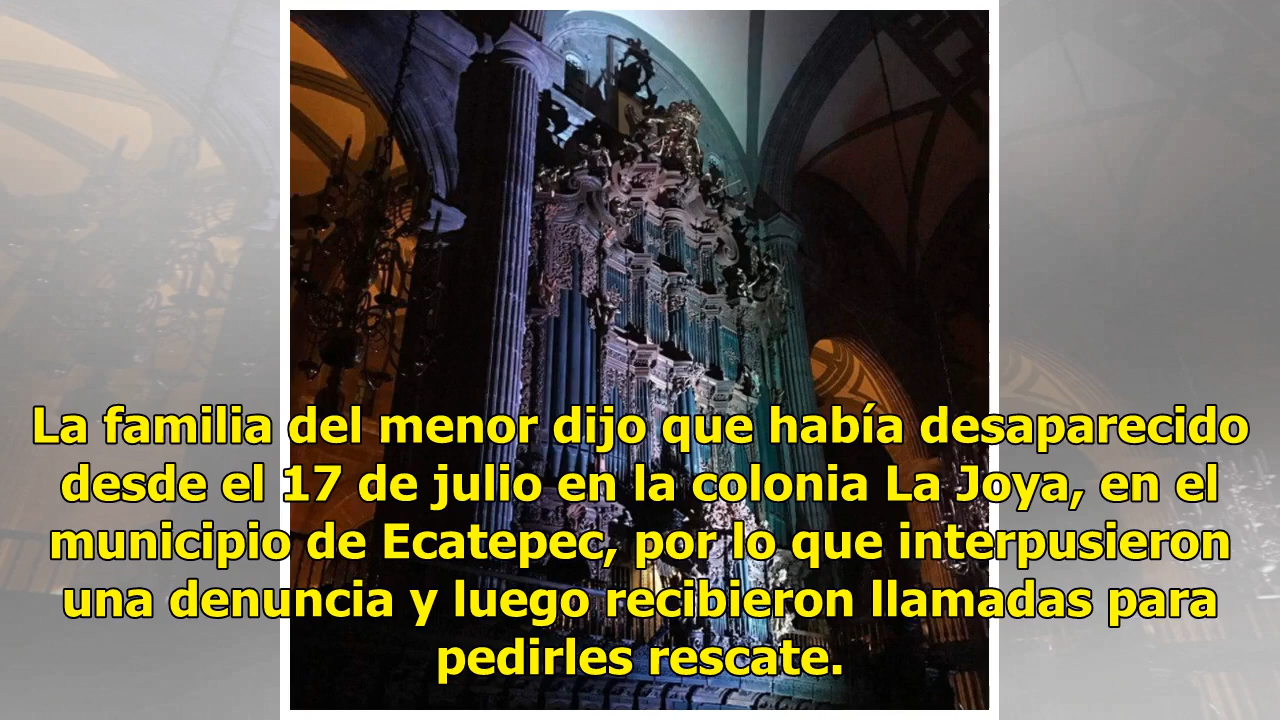 La familia del menor dijo que había desaparecido
desde el 17 de julio en la colonia La Joya, en el
municipio de Ecatepec, por lo que interpusieron
una denuncia y luego recibieron llamadas para
pedirles rescate.